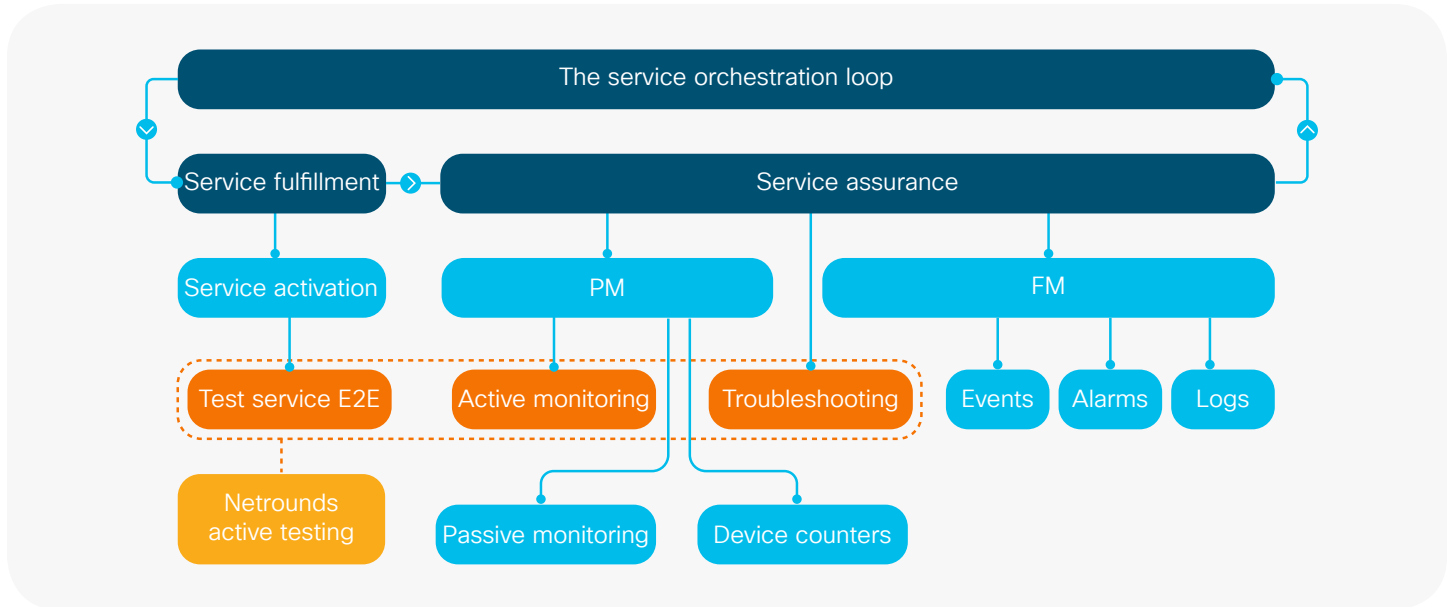 The service orchestration loop
Service fulfillment
Service assurance
Service activation
PM
FM
Test service E2E
Active monitoring
Troubleshooting
Events
Alarms
Logs
Netrounds
active testing
Passive monitoring
Device counters